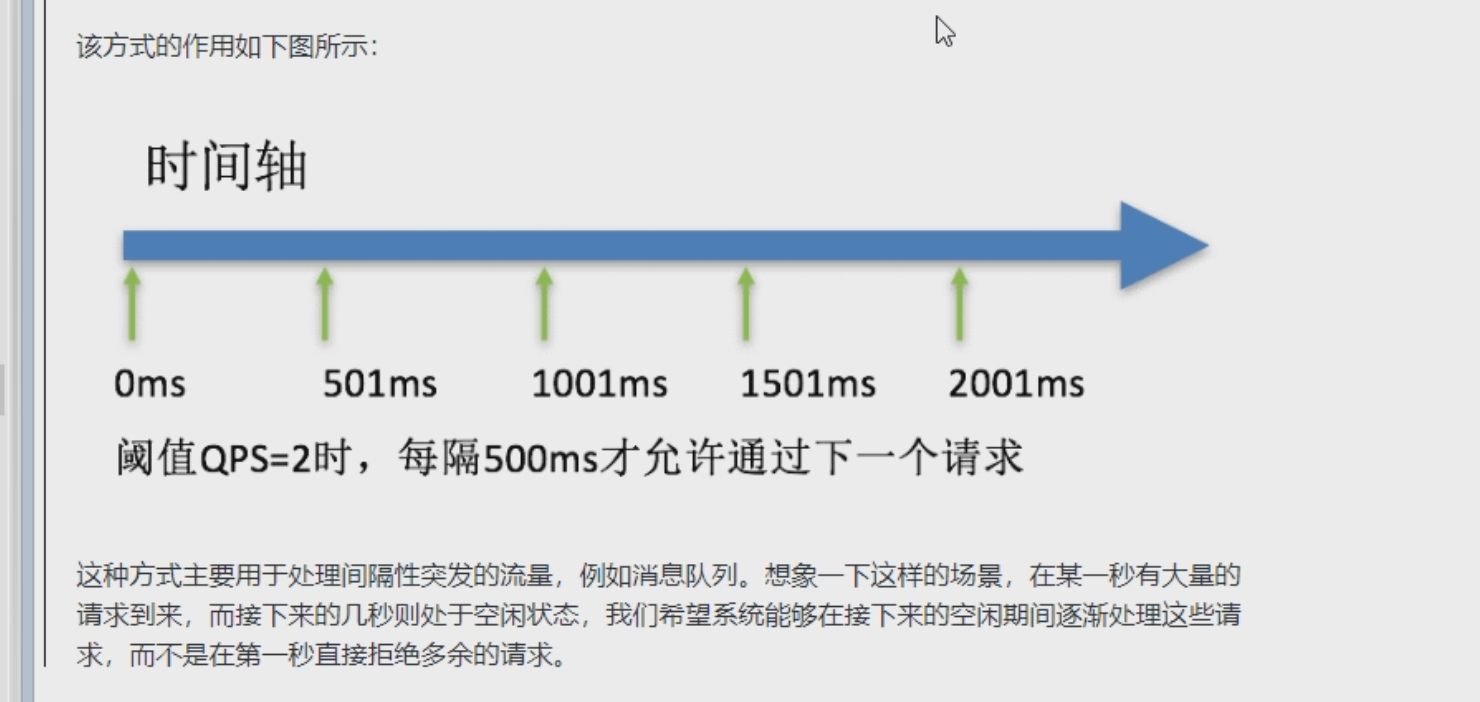 该方式的作用如下图所示：
时间轴
0ms 501ms 1001ms 1501ms 2001ms
阈值QPS=2时，每隔500ms才允许通过下一个请求
这种方式主要用于处理间隔性突发的流量，例如消息队列。想象一下这样的场景，在某一秒有大量的
请求到来，而接下来的几秒则处于空闲状态，我们希望系统能够在接下来的空闲期间逐渐处理这些请
求，而不是在第一秒直接拒绝多余的请求。